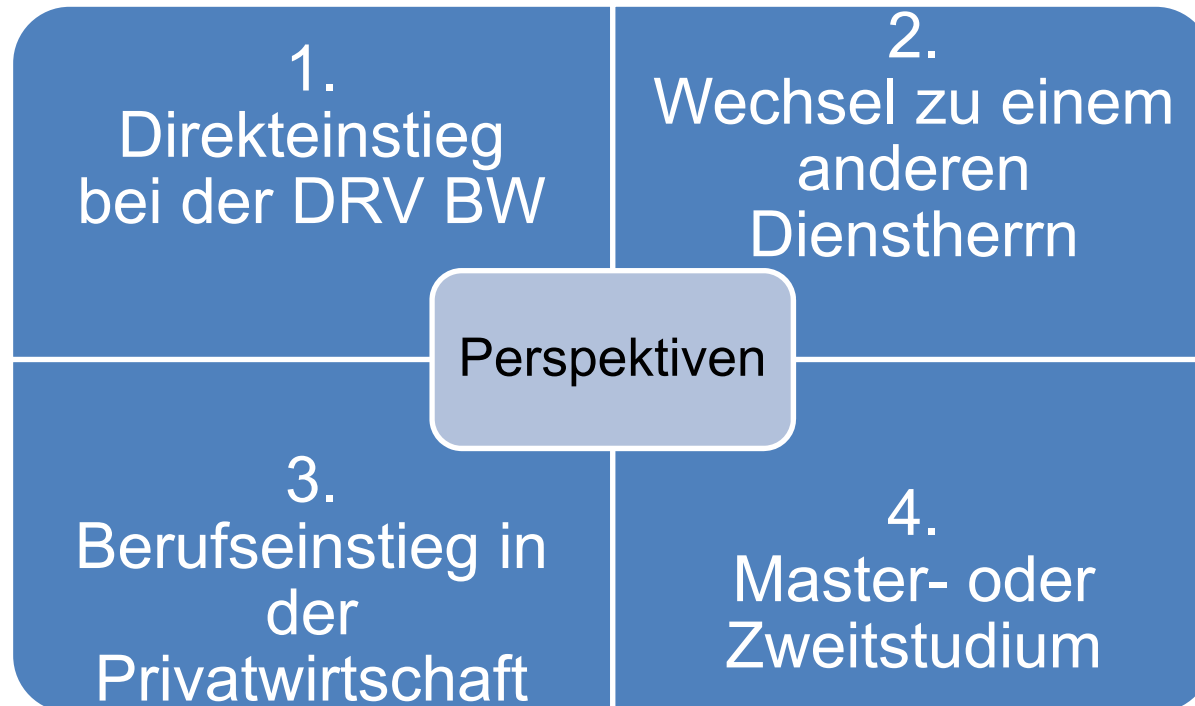 1.
Direkteinstieg
bei der DRV BW
2.
Wechsel zu einem
anderen
Dienstherrn
Perspektiven
3.
Berufseinstieg in
der
Privatwirtschaft
4.
Master- oder
Zweitstudium